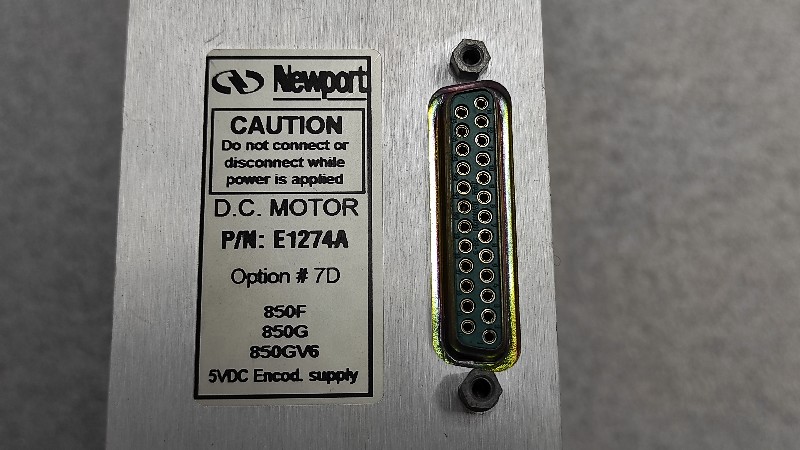 Newport
CAUTION
Do not connect or
disconnect while
power is applied
D.C. MOTOR
P/N: E1274A
Option # 7D
850F
850G
850GV6
5VDC Encod. supply